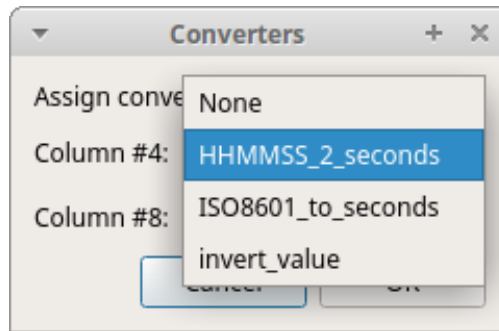 Converters
Assign conve
None
Column #4:
HHMMSS_2_seconds
Column #8:
ISO8601_to_seconds
invert_value
Cancel
OK